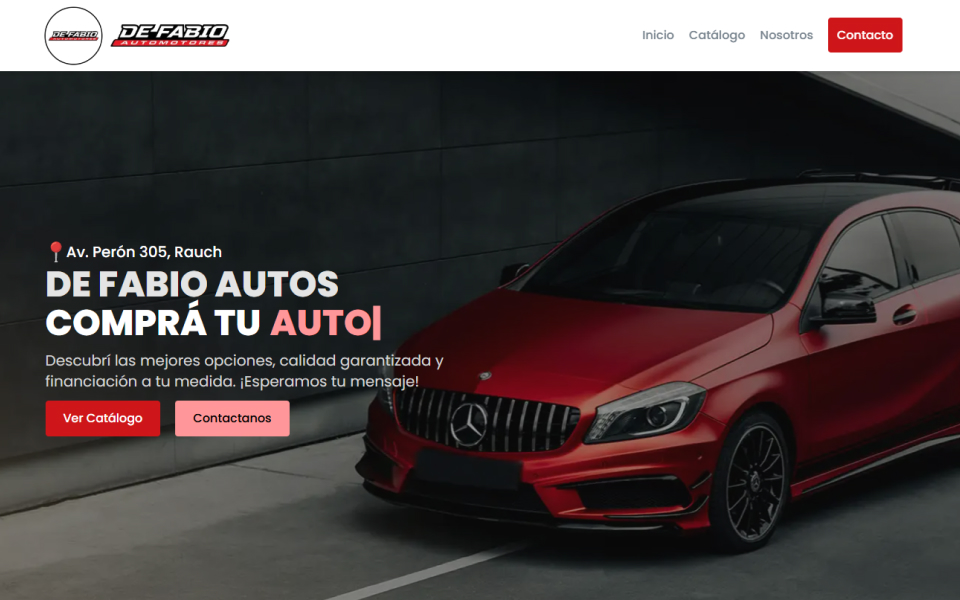 DE FABIO
AUTOMOTORES
DE FABIO
AUTOMOTORES
Inicio
Catálogo
Nosotros
Contacto
📍Av. Perón 305, Rauch
DE FABIO AUTOS
COMPRÁ TU AUTO|
Descubrí las mejores opciones, calidad garantizada y
financiación a tu medida. ¡Esperamos tu mensaje!
Ver Catálogo
Contactanos